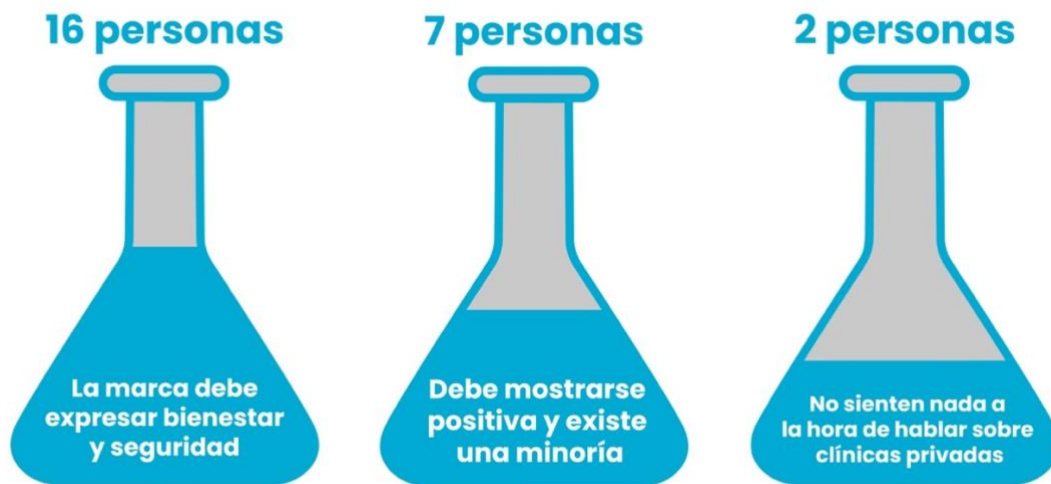 16 personas
La marca debe
expresar bienestar
y seguridad
7 personas
Debe mostrarse
positiva y existe
una minoría
2 personas
No sienten nada a
la hora de hablar sobre
clínicas privadas